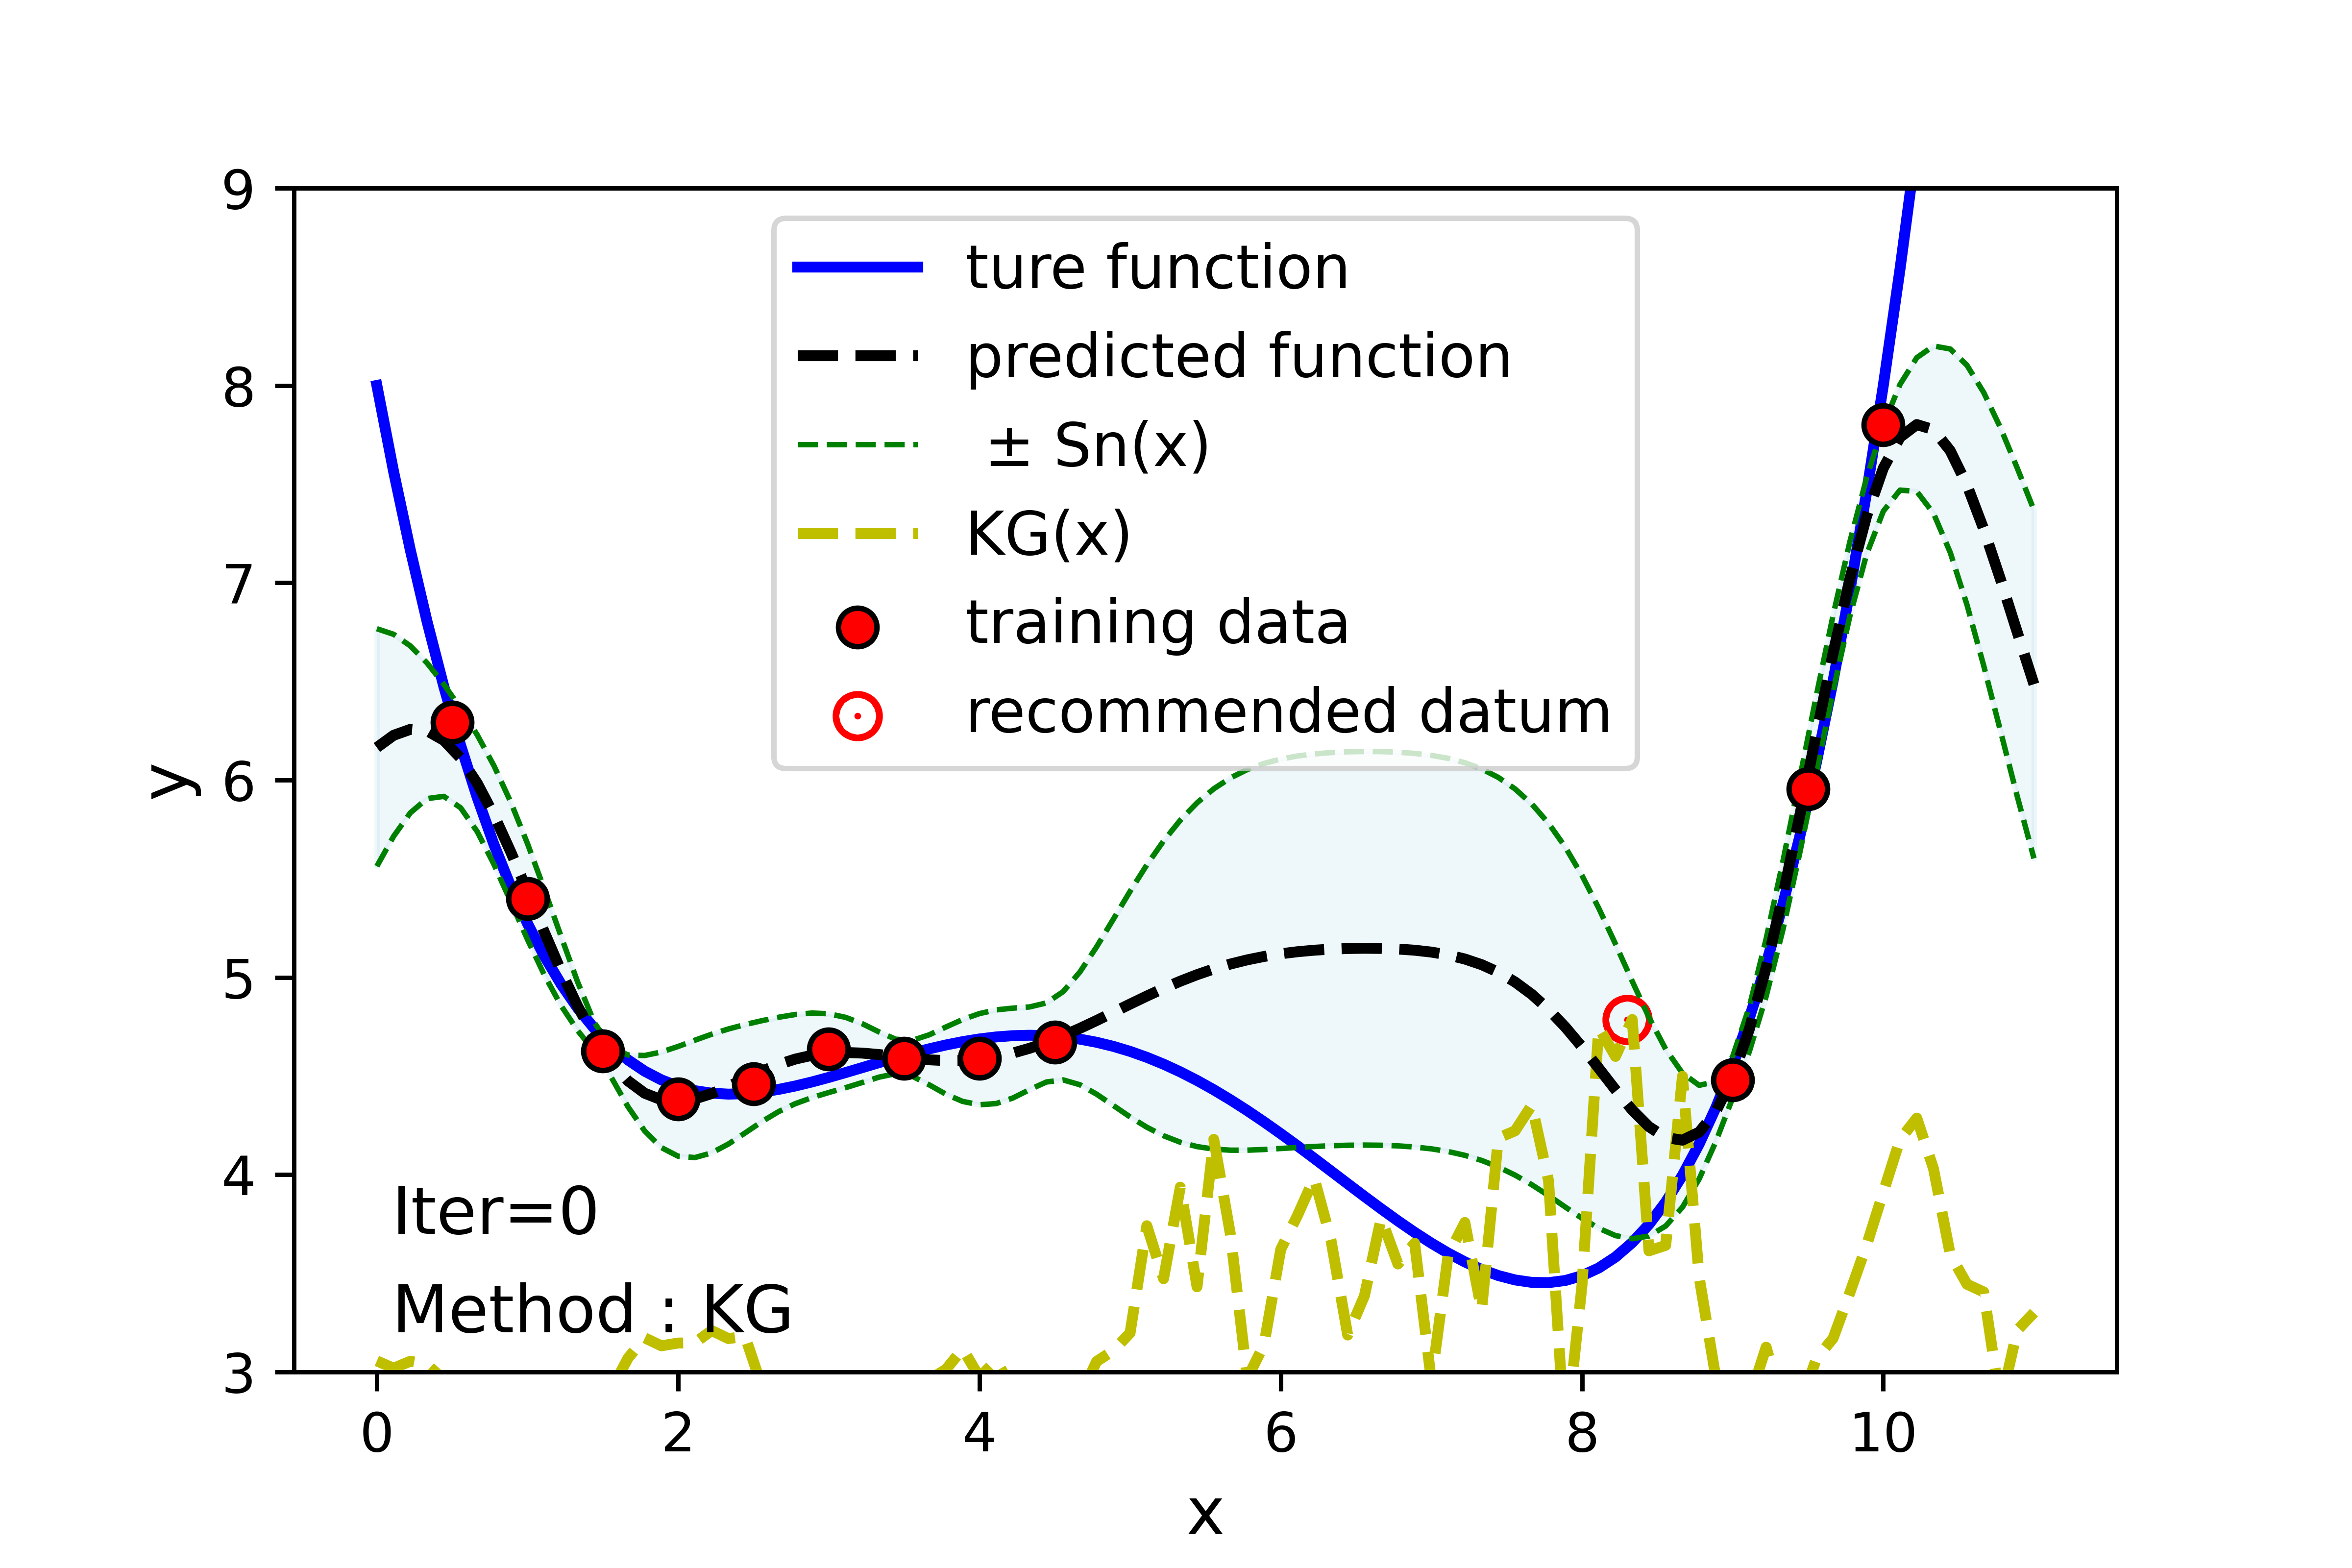 9
8
7
6
5
4
3
y
ture function
predicted function
± Sn(x)
KG(x)
training data
recommended datum
Iter=0
Method : KG
0 2 4 6 8 10
x